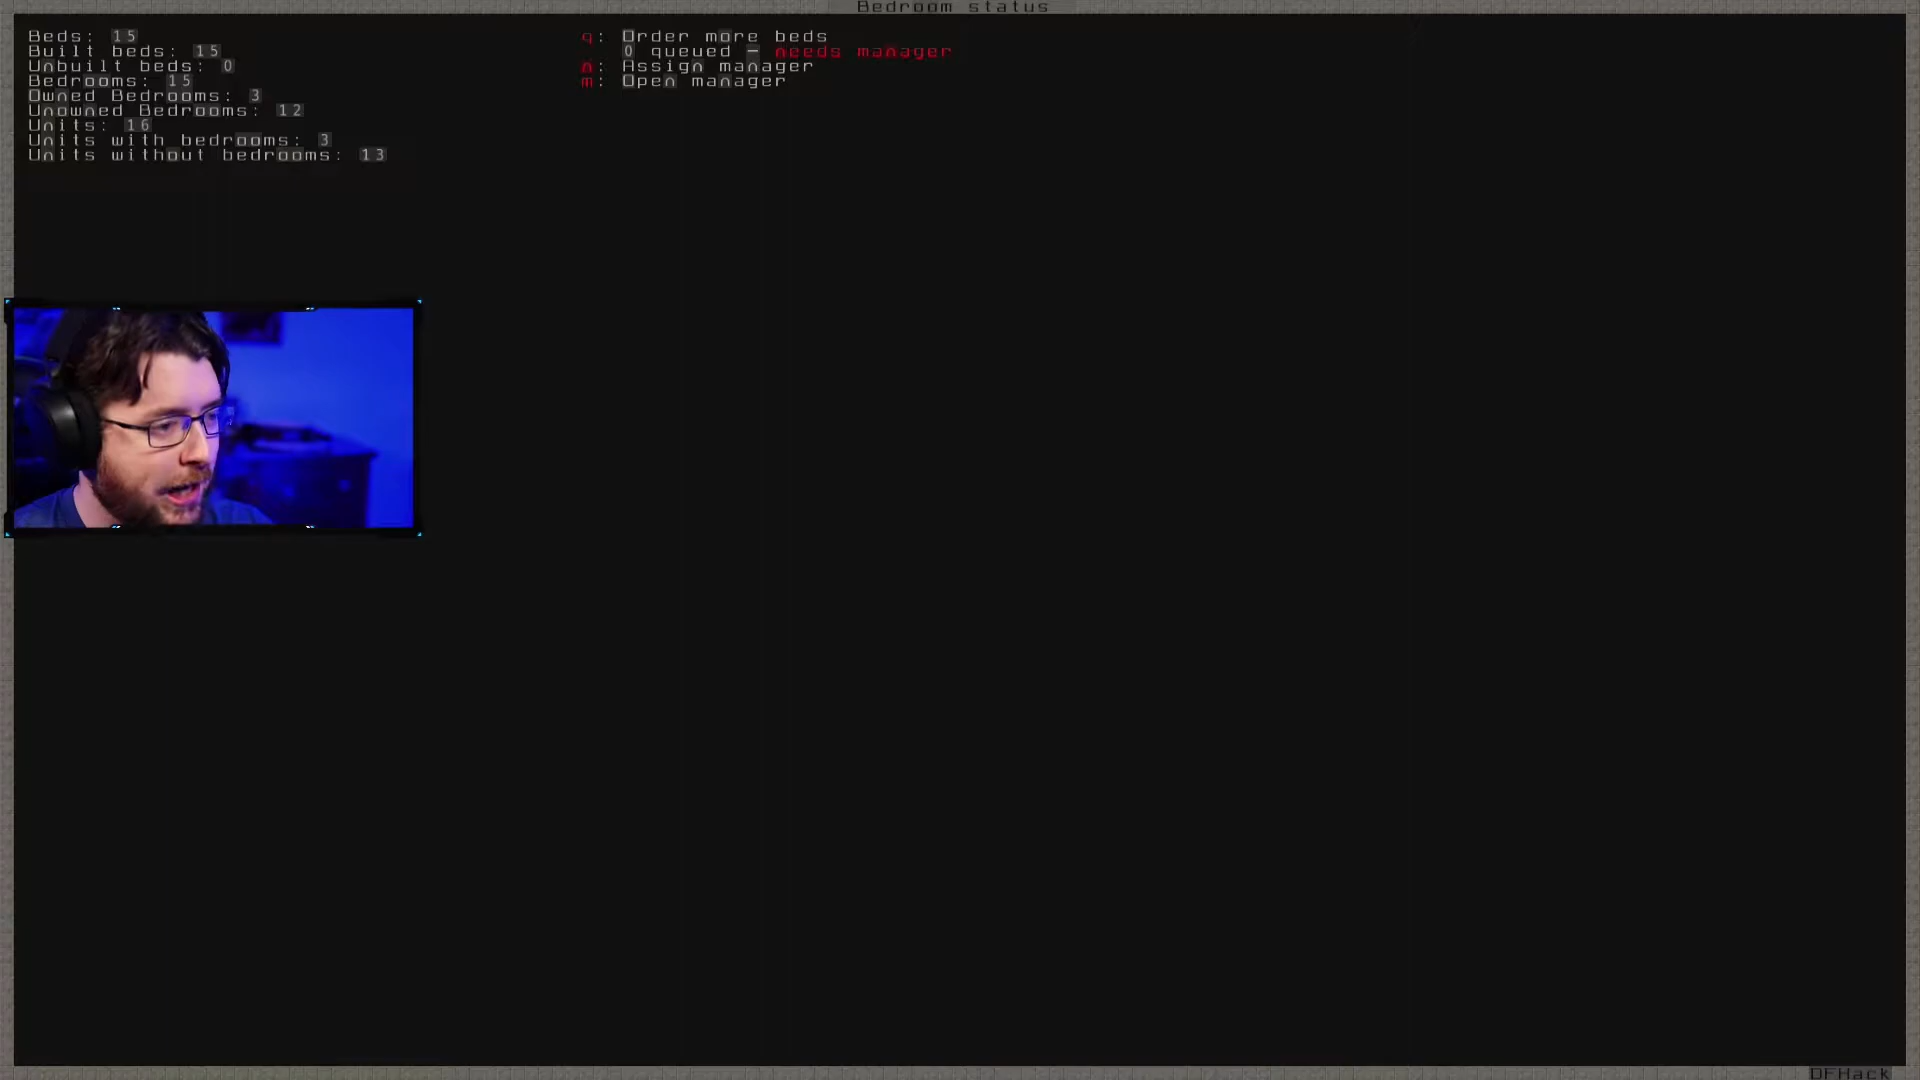 Bedroom status
Beds: 15
Built beds: 15
Unbuilt beds: 0
Bedrooms: 15
Owned Bedrooms: 3
Unowned Bedrooms: 12
Units: 16
Units with bedrooms: 3
Units without bedrooms: 13
q: Order more beds
0 queued - needs manager
n: Assign manager
m: Open manager
DFHack